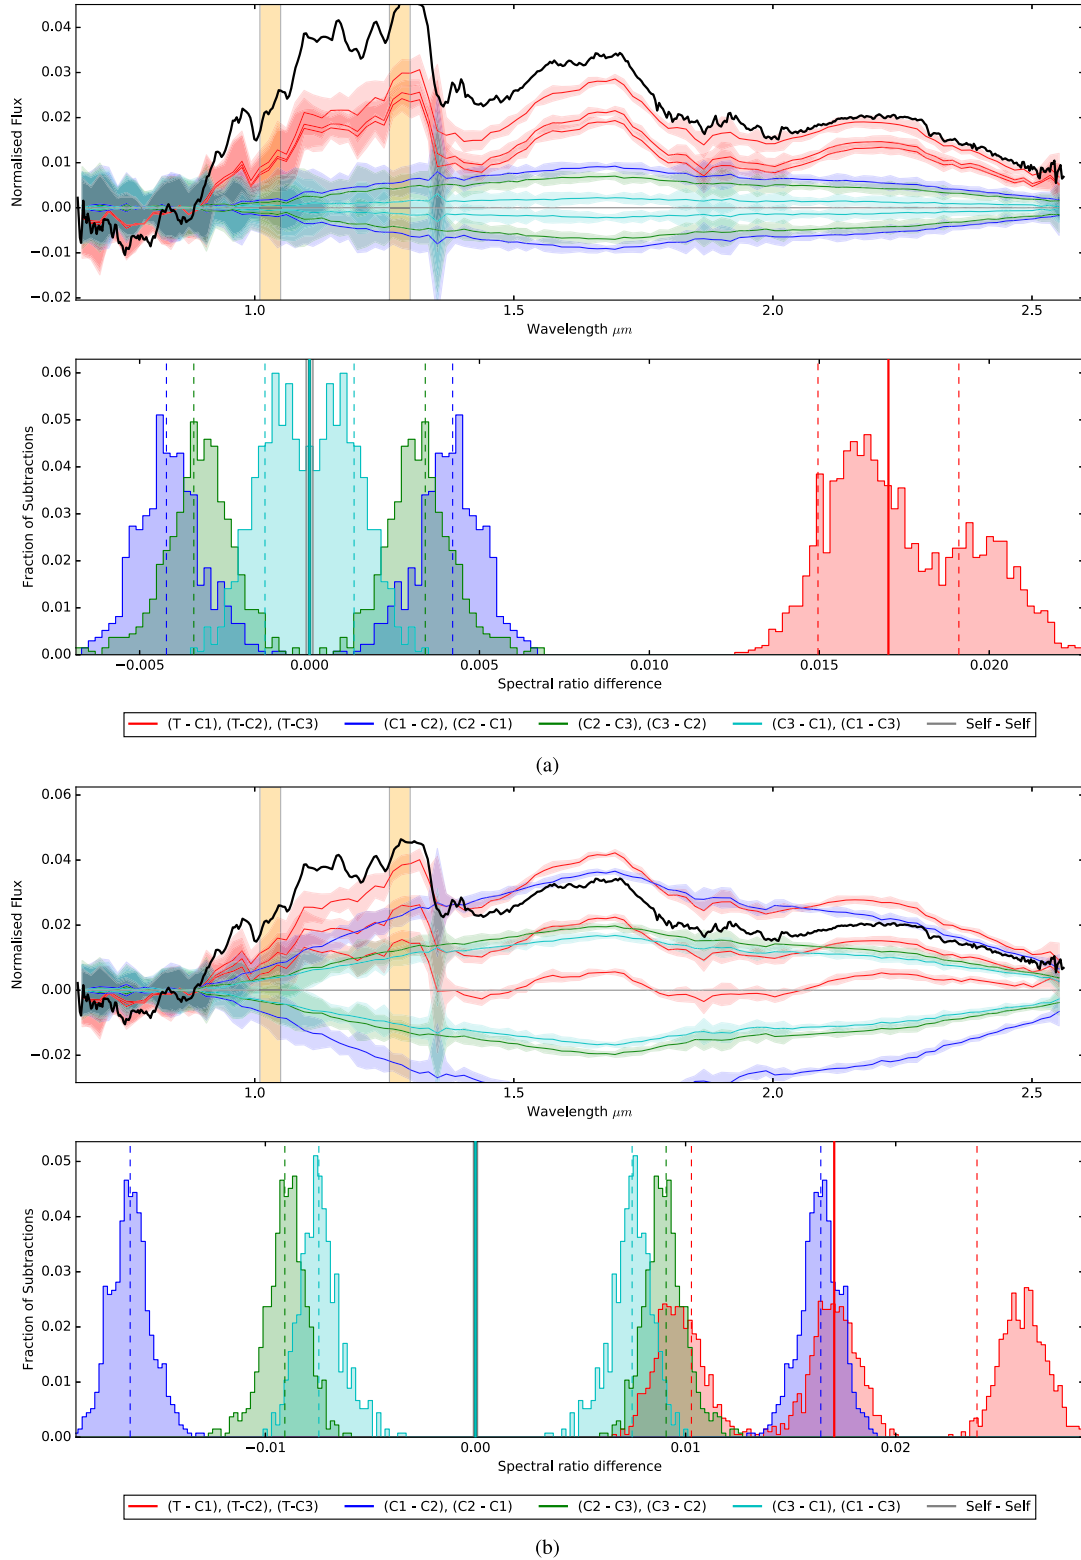 0.04
0.03
0.02
0.01
0.00
−0.01
−0.02
Normalised Flux
1.0 1.5 2.0 2.5
Wavelength μm
0.06
0.05
0.04
0.03
0.02
0.01
0.00
Fraction of Subtractions
−0.005 0.000 0.005 0.010 0.015 0.020
Spectral ratio difference
(T - C1), (T-C2), (T-C3) (C1 - C2), (C2 - C1) (C2 - C3), (C3 - C2) (C3 - C1), (C1 - C3) Self - Self
(a)
0.06
0.04
0.02
0.00
−0.02
Normalised Flux
1.0 1.5 2.0 2.5
Wavelength μm
0.05
0.04
0.03
0.02
0.01
0.00
Fraction of Subtractions
−0.01 0.00 0.01 0.02
Spectral ratio difference
(T - C1), (T-C2), (T-C3) (C1 - C2), (C2 - C1) (C2 - C3), (C3 - C2) (C3 - C1), (C1 - C3) Self - Self
(b)